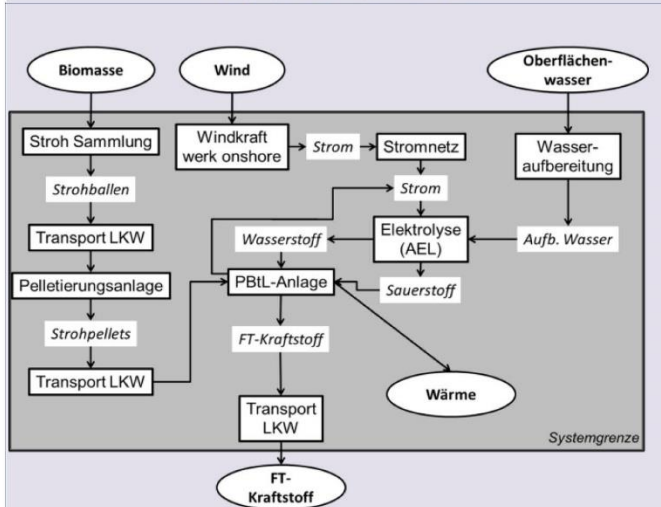 Biomasse
Wind
Oberflächen-
wasser
Stroh Sammlung
Windkraft
werk onshore
Strom
Stromnetz
Wasser-
aufbereitung
Strohballen
Strom
Transport LKW
Wasserstoff
Elektrolyse
(AEL)
Aufb. Wasser
Pelletierungsanlage
PBtL-Anlage
Sauerstoff
Strohpellets
FT-Kraftstoff
Transport LKW
Wärme
Transport
LKW
Systemgrenze
FT-
Kraftstoff